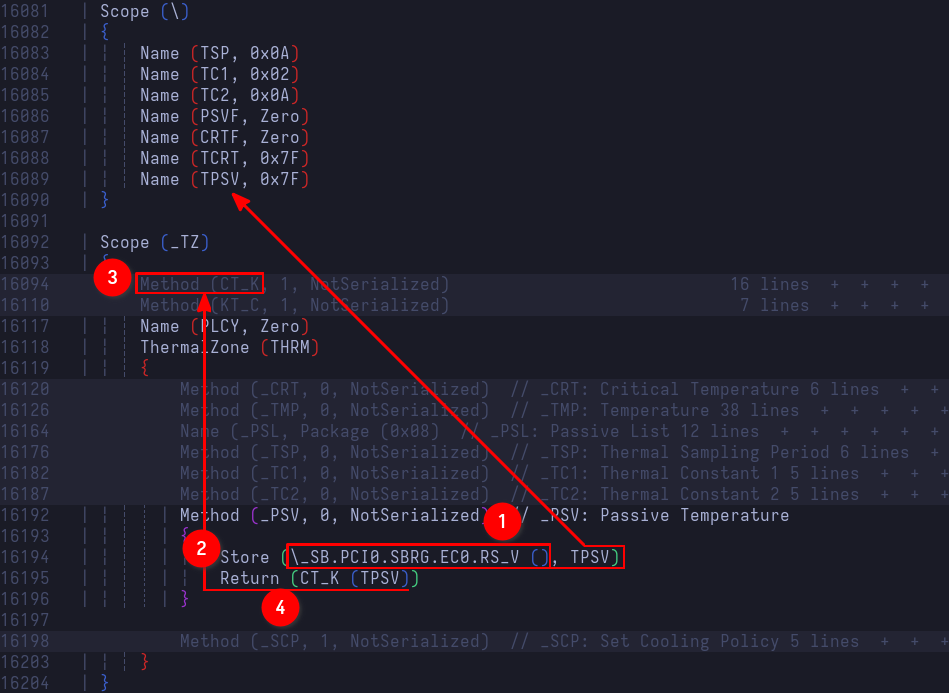 16081 | Scope (\)
16082 | {
16083 | | ¦ Name (TSP, 0x0A)
16084 | | ¦ Name (TC1, 0x02)
16085 | | ¦ Name (TC2, 0x0A)
16086 | | ¦ Name (PSVF, Zero)
16087 | | ¦ Name (CRTF, Zero)
16088 | | ¦ Name (TCRT, 0x7F)
16089 | | ¦ Name (TPSV, 0x7F)
16090 | }
16091
16092 | Scope (_TZ)
16093 | {
3
16094 Method (CT_K, 1, NotSerialized) 16 lines + + + +
16110 Method (KT_C, 1, NotSerialized) 7 lines + + + +
16117 | | ¦ Name (PLCY, Zero)
16118 | | ¦ ThermalZone (THRM)
16119 | | ¦ {
16120 Method (_CRT, 0, NotSerialized) // _CRT: Critical Temperature 6 lines + +
16126 Method (_TMP, 0, NotSerialized) // _TMP: Temperature 38 lines + + + + +
16164 Name (_PSL, Package (0x08) // _PSL: Passive List 12 lines + + + + + +
16176 Method (_TSP, 0, NotSerialized) // _TSP: Thermal Sampling Period 6 lines +
16182 Method (_TC1, 0, NotSerialized) // _TC1: Thermal Constant 1 5 lines + + +
16187 Method (_TC2, 0, NotSerialized) // _TC2: Thermal Constant 2 5 lines + + +
16192 | | ¦ ¦ | Method (_PSV, 0, NotSerialized) // _PSV: Passive Temperature
1
{
2
16194 | | ¦ ¦ | | Store (\_SB.PCI0.SBRG.EC0.RS_V (), TPSV)
16195 | | ¦ ¦ | | Return (CT_K (TPSV))
16196 | | ¦ ¦ | }
4
16197
16198 Method (_SCP, 1, NotSerialized) // _SCP: Set Cooling Policy 5 lines + + +
16203 | | ¦ }
16204 | }